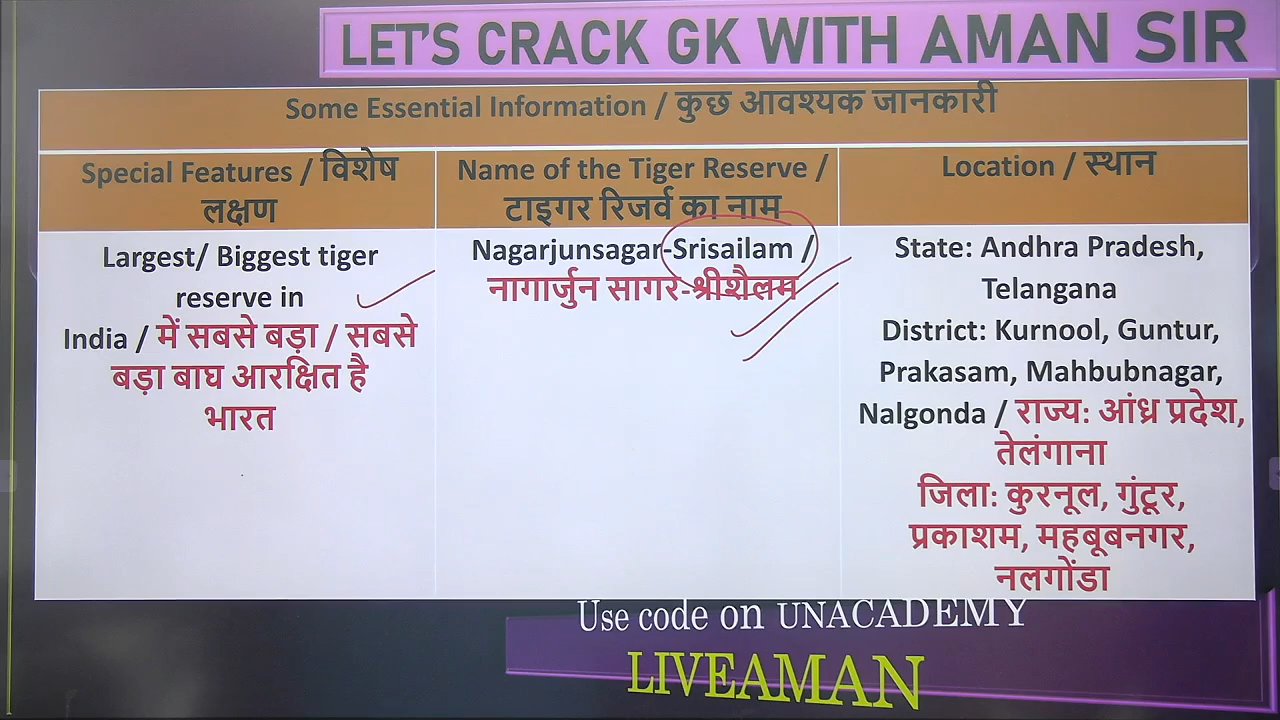 LET'S CRACK GK WITH AMAN SIR
Some Essential Information / कुछ आवश्यक जानकारी
Special Features / विशेष
लक्षण
Name of the Tiger Reserve /
टाइगर रिजर्व का नाम
Location / स्थान
Largest/ Biggest tiger
reserve in
India / में सबसे बड़ा / सबसे
बड़ा बाघ आरक्षित है
भारत
Nagarjunsagar-Srisailam /
नागार्जुन सागर-श्रीशैलम
State: Andhra Pradesh,
Telangana
District: Kurnool, Guntur,
Prakasam, Mahbubnagar,
Nalgonda / राज्य: आंध्र प्रदेश,
तेलंगाना
जिला: कुरनूल, गुंटूर,
प्रकाशम, महबूबनगर,
नलगोंडा
Use code on UNACADEMY
LIVEAMAN